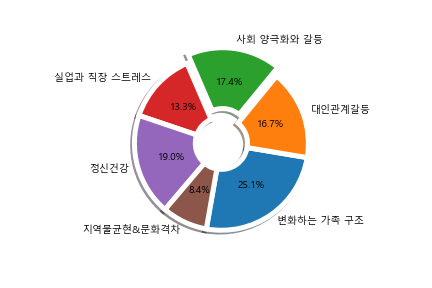 사회 양극화와 갈등
17.4%
실업과 직장 스트레스
13.3%
대인관계갈등
16.7%
정신건강
19.0%
8.4%
25.1%
지역물균현&문화격차
변화하는 가족 구조